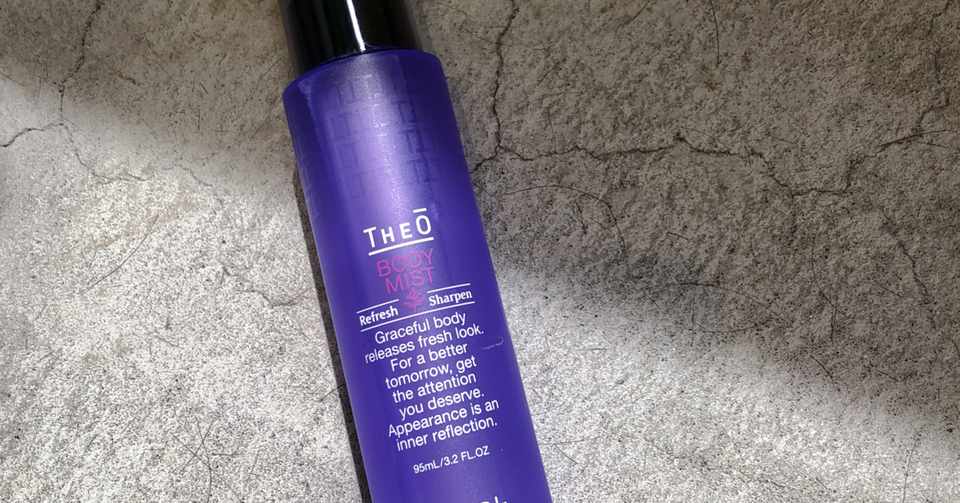 THEŌ
BODY
MIST
Refresh Sharpen
Graceful body
releases fresh look.
For a better
tomorrow, get
the attention
you deserve.
Appearance is an
inner reflection.
95mL/3.2 FL.OZ